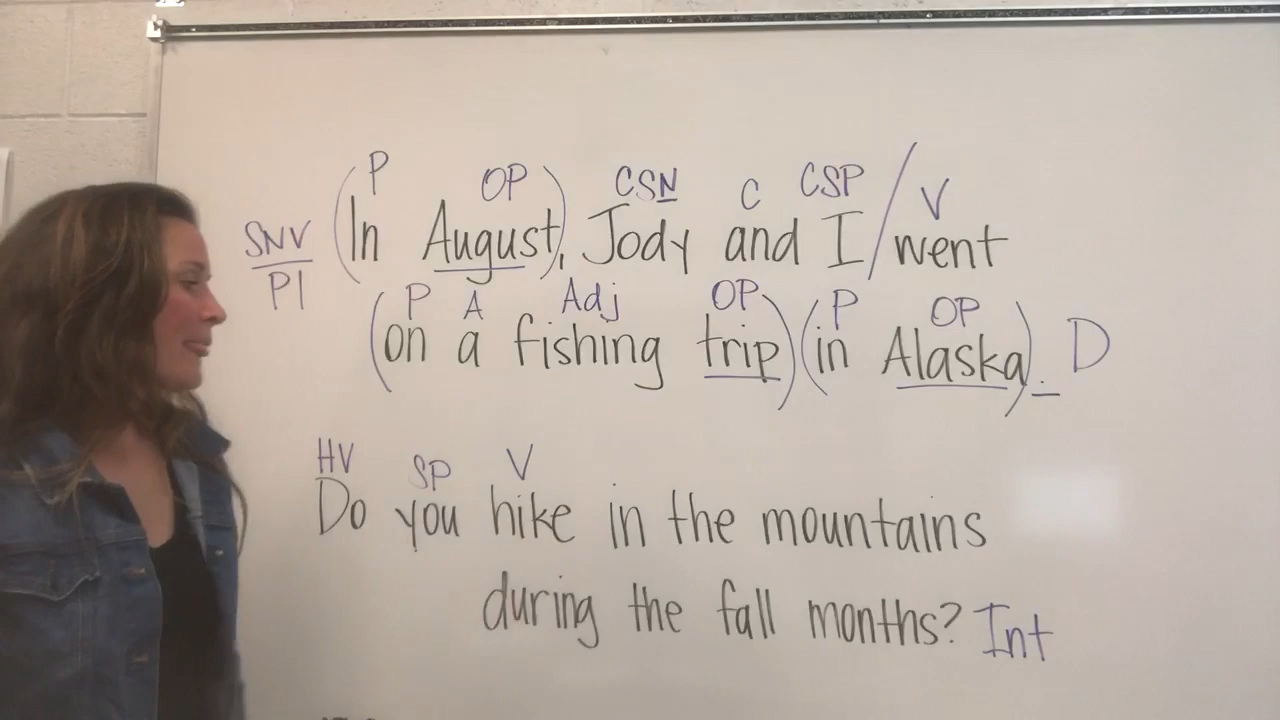 P OP CSN C CSP V
SNV (In August), Jody and I / went
P1
P A Adj OP P OP
(on a fishing trip) (in Alaska). D
HV SP V
Do you hike in the mountains
during the fall months? Int